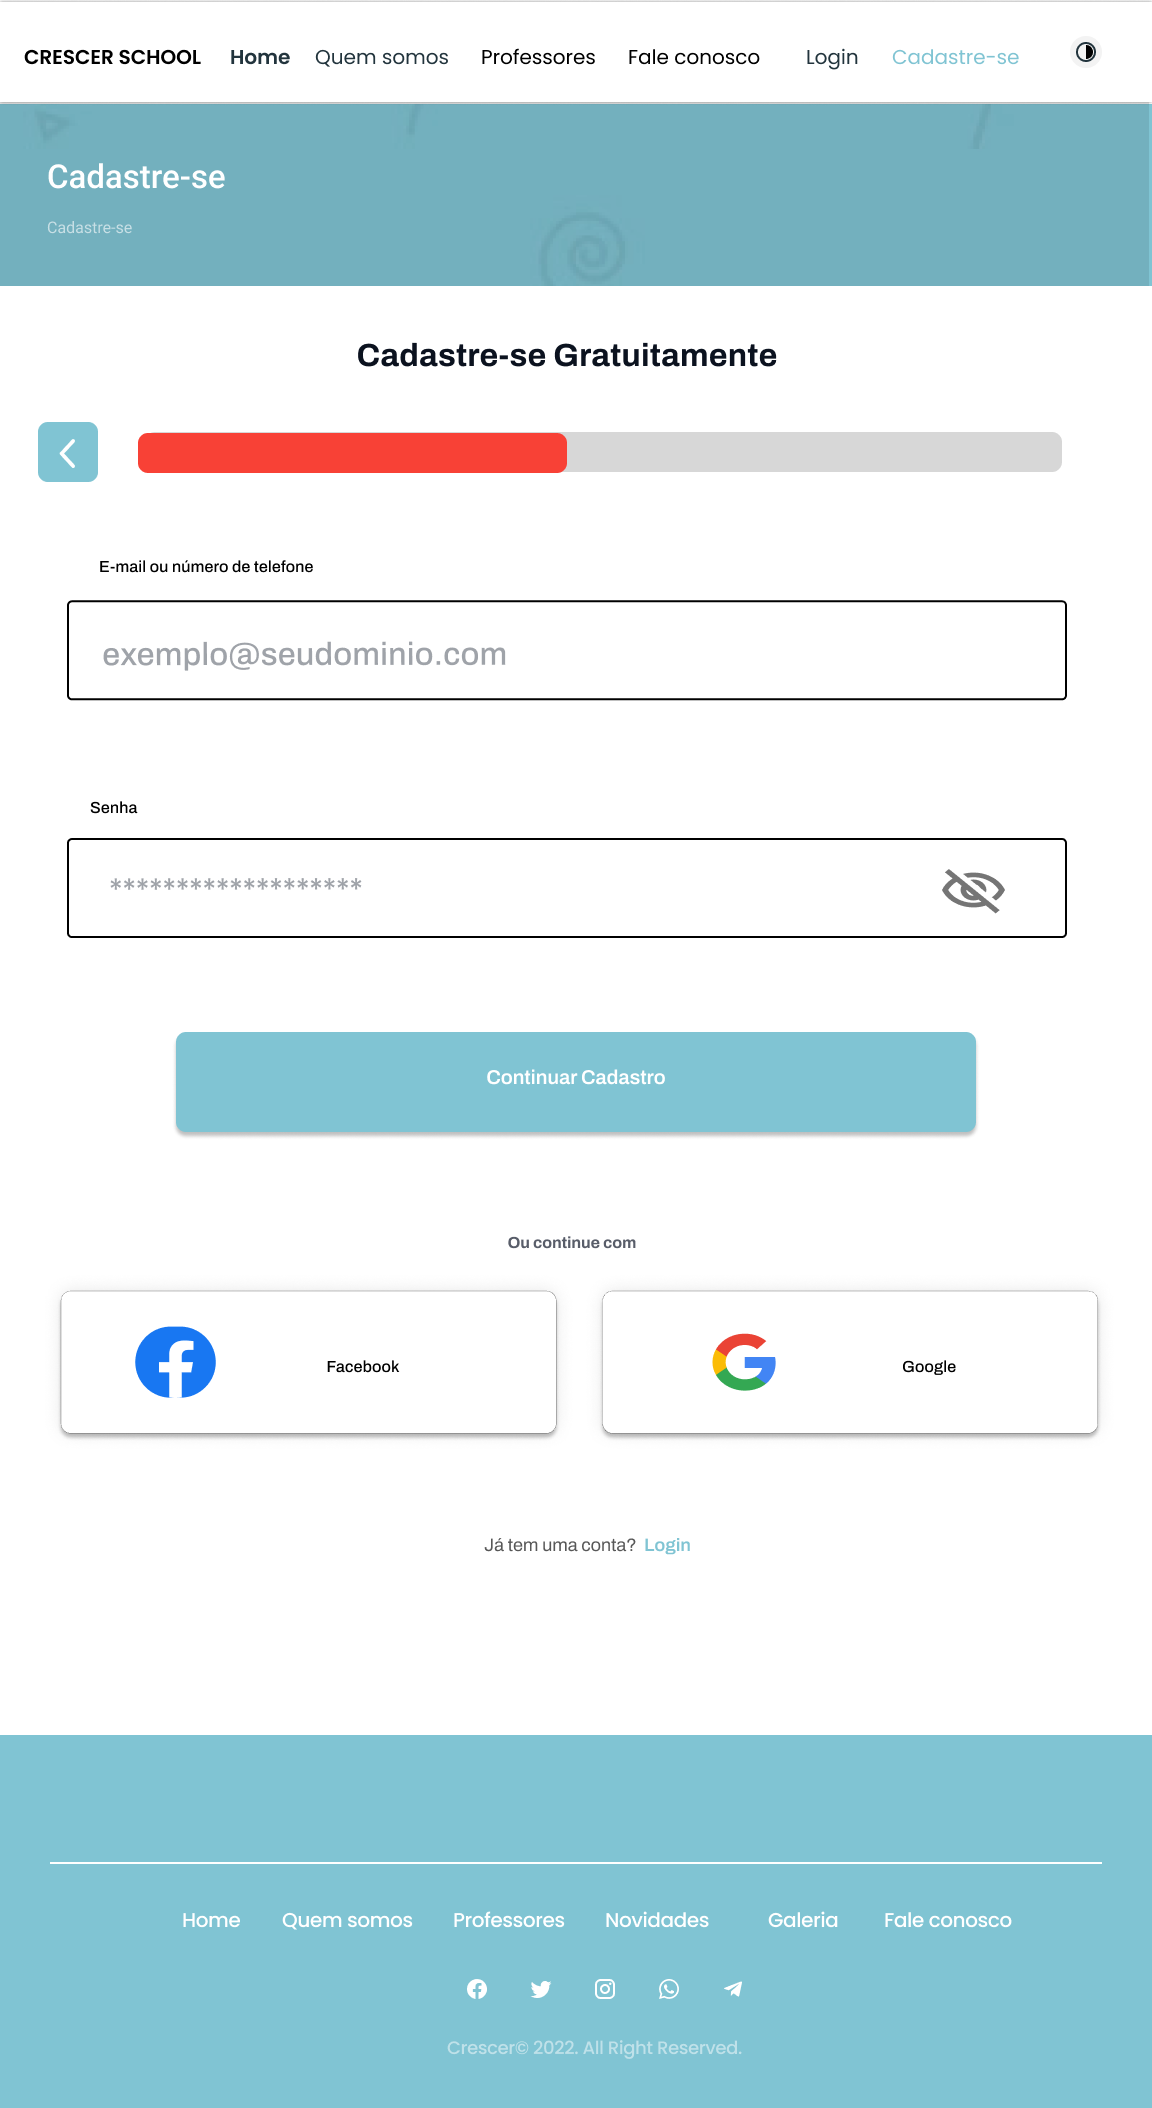 CRESCER SCHOOL Home Quem somos Professores Fale conosco Login Cadastre-se
Cadastre-se
Cadastre-se
Cadastre-se Gratuitamente
E-mail ou número de telefone
exemplo@seudominio.com
Senha
*******************
Continuar Cadastro
Ou continue com
Facebook Google
Já tem uma conta? Login
Home Quem somos Professores Novidades Galeria Fale conosco
Crescer© 2022. All Right Reserved.